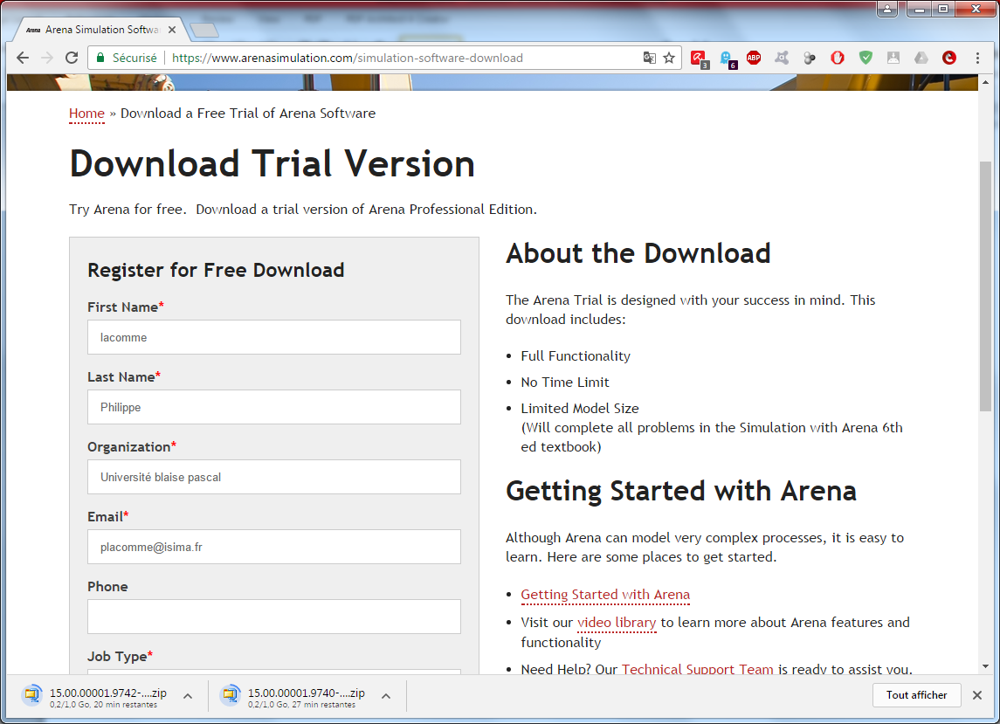 Arena Simulation Softwa
Sécurisé
https://www.arenasimulation.com/simulation-software-download
3
6
ABP
Home » Download a Free Trial of Arena Software
Download Trial Version
Try Arena for free. Download a trial version of Arena Professional Edition.
Register for Free Download
First Name*
lacomme
Last Name*
Philippe
Organization*
Université blaise pascal
Email*
placomme@isima.fr
Phone
Job Type*
About the Download
The Arena Trial is designed with your success in mind. This
download includes:
• Full Functionality
• No Time Limit
• Limited Model Size
(Will complete all problems in the Simulation with Arena 6th
ed textbook)
Getting Started with Arena
Although Arena can model very complex processes, it is easy to
learn. Here are some places to get started.
• Getting Started with Arena
• Visit our video library to learn more about Arena features and
functionality
• Need Help? Our Technical Support Team is ready to assist you.
15.00.00001.9742-....zip
0,2/1,0 Go, 20 min restantes
15.00.00001.9740-....zip
0,2/1,0 Go, 27 min restantes
Tout afficher